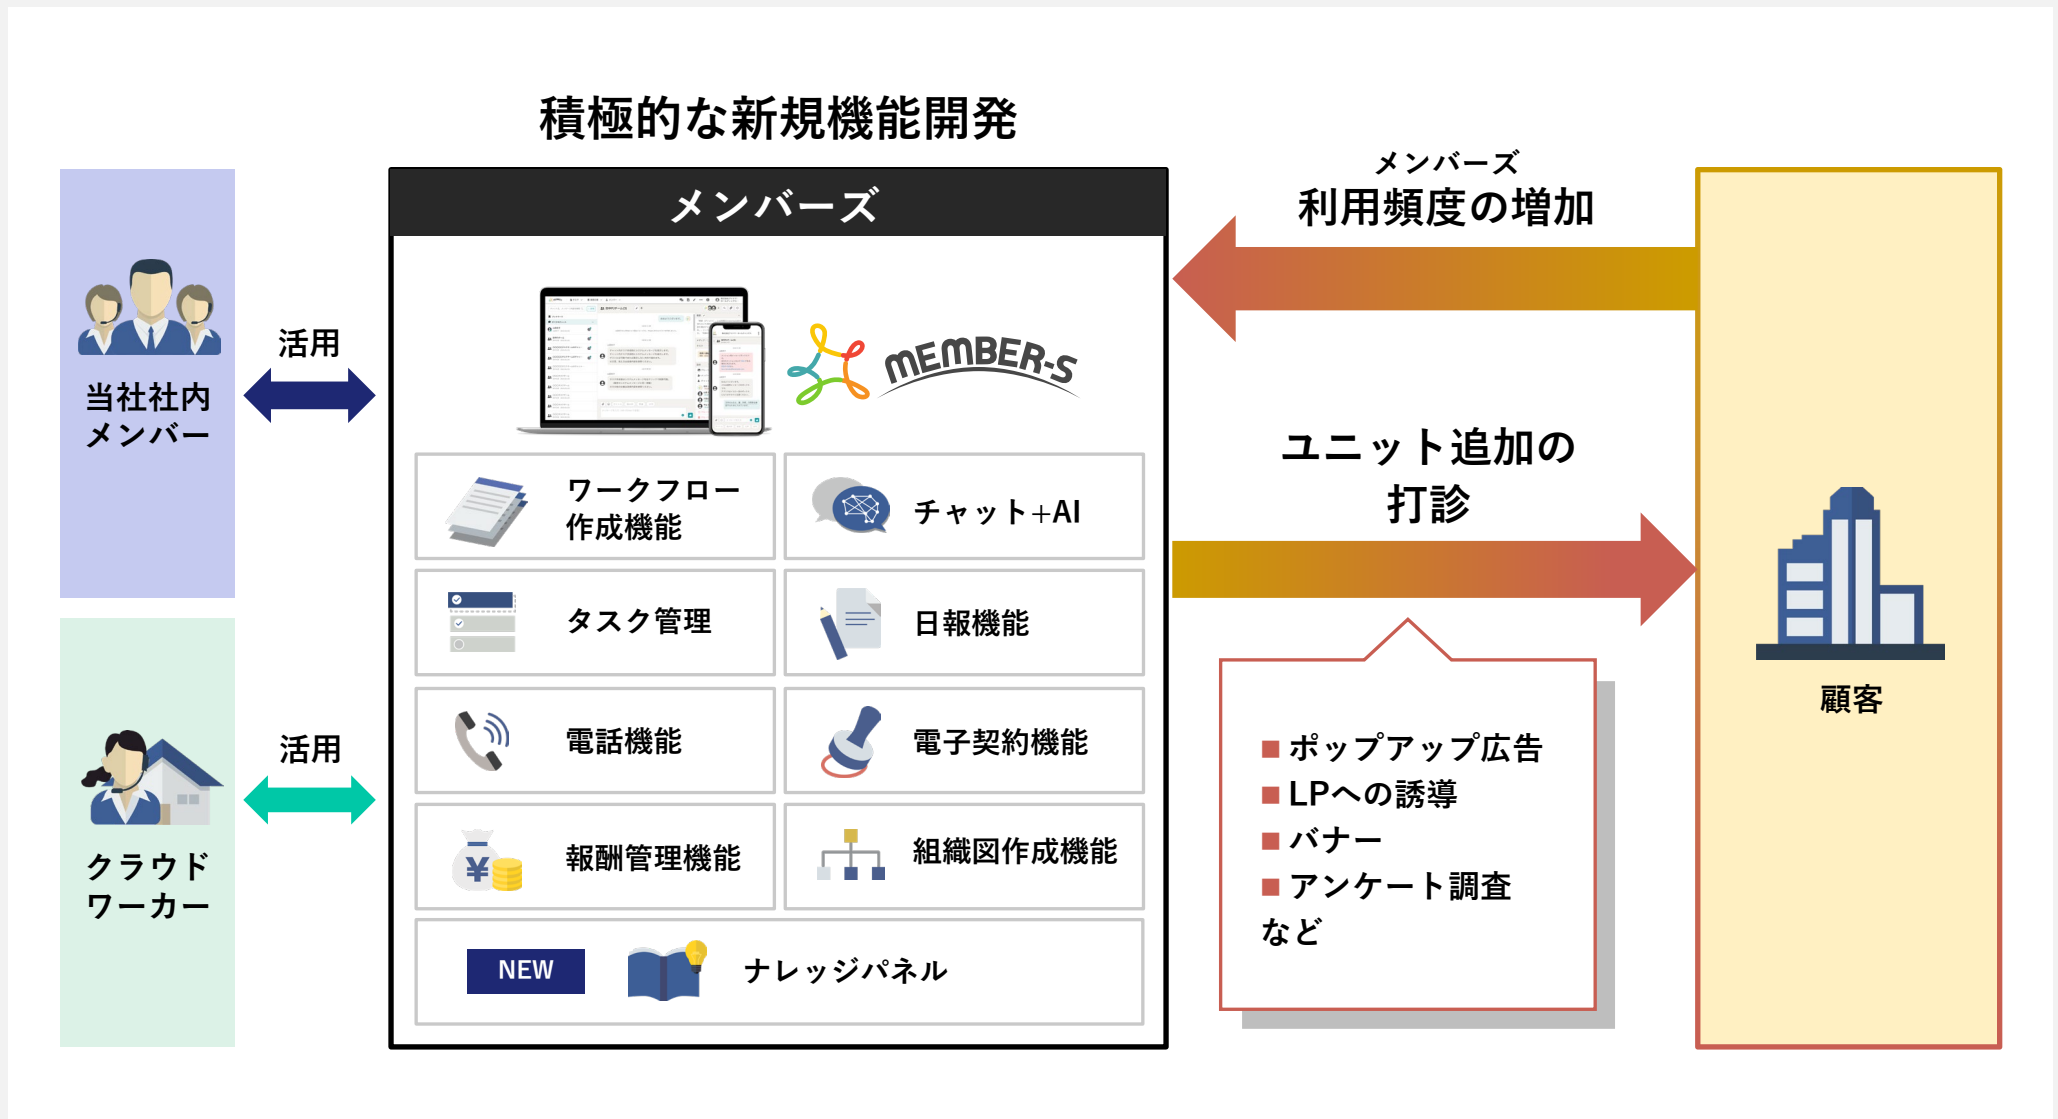 積極的な新規機能開発
当社社内
メンバー
活用
クラウド
ワーカー
活用
メンバーズ
MEMBER-S
ワークフロー
作成機能
チャット+AI
タスク管理
日報機能
電話機能
電子契約機能
報酬管理機能
組織図作成機能
NEW
ナレッジパネル
メンバーズ
利用頻度の増加
ユニット追加の
打診
■ ポップアップ広告
■ LPへの誘導
■ バナー
■ アンケート調査
など
顧客